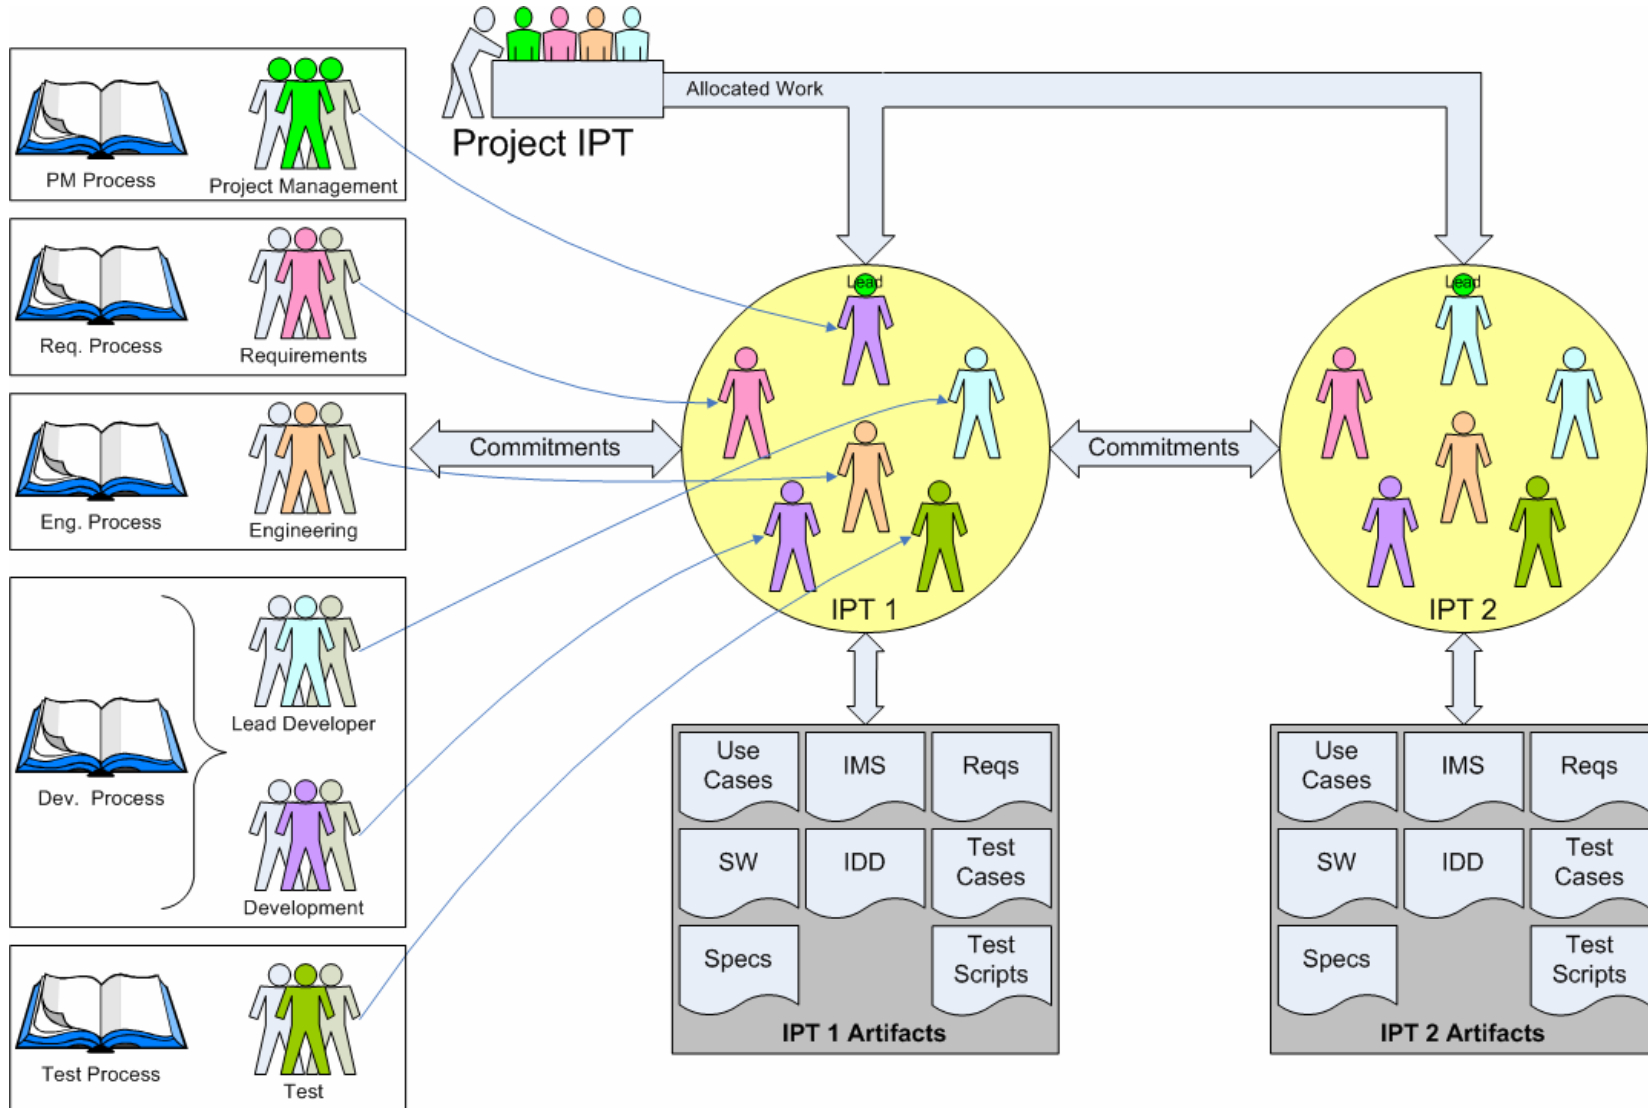 Allocated Work
Project IPT
PM Process
Project Management
Req. Process
Requirements
Eng. Process
Engineering
Lead Developer
Dev.  Process
Development
Test Process
Test
Commitments
Lead
IPT 1
Commitments
Lead
IPT 2
Use
Cases
IMS
Reqs
SW
IDD
Test
Cases
Specs
Test
Scripts
IPT 1 Artifacts
Use
Cases
IMS
Reqs
SW
IDD
Test
Cases
Specs
Test
Scripts
IPT 2 Artifacts